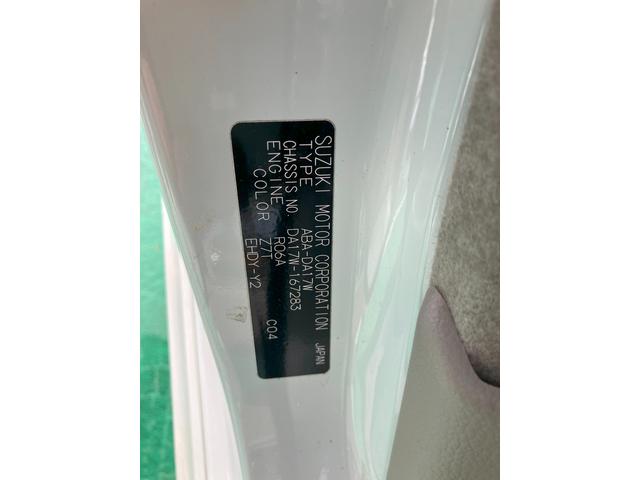 SUZUKI MOTOR CORPORATION JAPAN
TYPE ABA-DA17W
CHASSIS NO. DA17W-167283
ENGINE R06A
COLOR Z7T C04
EHDY-Y2